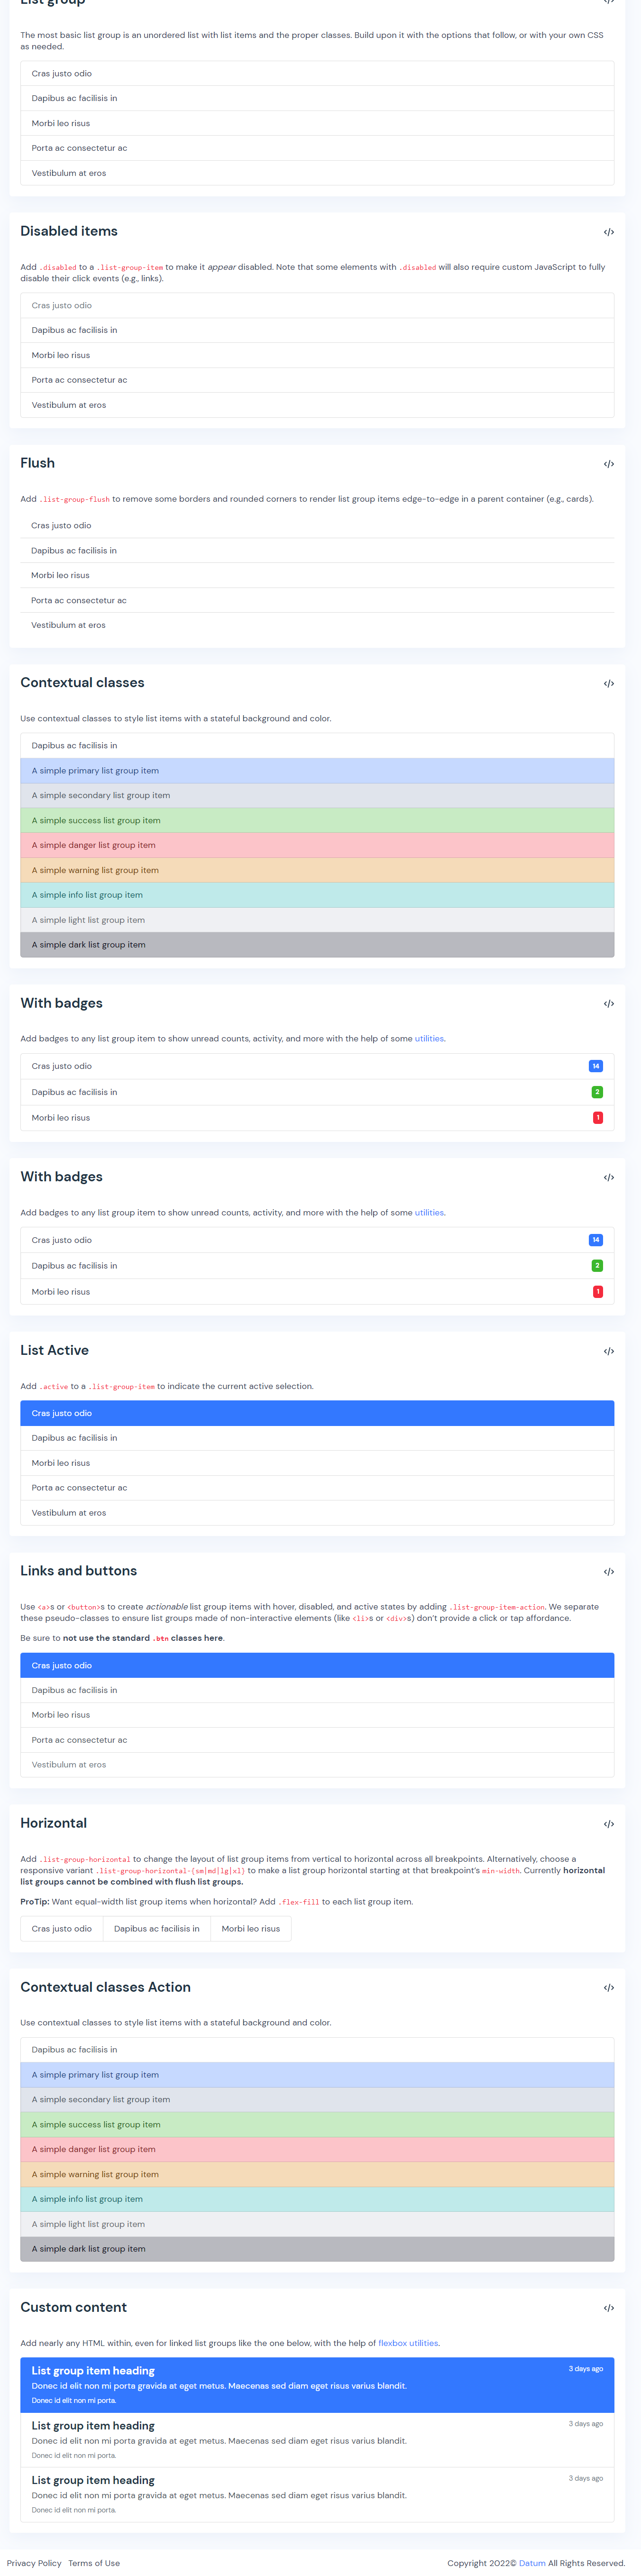 List group
The most basic list group is an unordered list with list items and the proper classes. Build upon it with the options that follow, or with your own CSS
as needed.
Cras justo odio
Dapibus ac facilisis in
Morbi leo risus
Porta ac consectetur ac
Vestibulum at eros
Disabled items
Add .disabled to a .list-group-item to make it appear disabled. Note that some elements with .disabled will also require custom JavaScript to fully
disable their click events (e.g., links).
Cras justo odio
Dapibus ac facilisis in
Morbi leo risus
Porta ac consectetur ac
Vestibulum at eros
Flush
Add .list-group-flush to remove some borders and rounded corners to render list group items edge-to-edge in a parent container (e.g., cards).
Cras justo odio
Dapibus ac facilisis in
Morbi leo risus
Porta ac consectetur ac
Vestibulum at eros
Contextual classes
Use contextual classes to style list items with a stateful background and color.
Dapibus ac facilisis in
A simple primary list group item
A simple secondary list group item
A simple success list group item
A simple danger list group item
A simple warning list group item
A simple info list group item
A simple light list group item
A simple dark list group item
With badges
Add badges to any list group item to show unread counts, activity, and more with the help of some utilities.
Cras justo odio 14
Dapibus ac facilisis in 2
Morbi leo risus 1
With badges
Add badges to any list group item to show unread counts, activity, and more with the help of some utilities.
Cras justo odio 14
Dapibus ac facilisis in 2
Morbi leo risus 1
List Active
Add .active to a .list-group-item to indicate the current active selection.
Cras justo odio
Dapibus ac facilisis in
Morbi leo risus
Porta ac consectetur ac
Vestibulum at eros
Links and buttons
Use <a>s or <button>s to create actionable list group items with hover, disabled, and active states by adding .list-group-item-action. We separate
these pseudo-classes to ensure list groups made of non-interactive elements (like <li>s or <div>s) don't provide a click or tap affordance.
Be sure to not use the standard .btn classes here.
Cras justo odio
Dapibus ac facilisis in
Morbi leo risus
Porta ac consectetur ac
Vestibulum at eros
Horizontal
Add .list-group-horizontal to change the layout of list group items from vertical to horizontal across all breakpoints. Alternatively, choose a
responsive variant .list-group-horizontal-{sm|md|lg|xl} to make a list group horizontal starting at that breakpoint's min-width. Currently horizontal
list groups cannot be combined with flush list groups.
ProTip: Want equal-width list group items when horizontal? Add .flex-fill to each list group item.
Cras justo odio Dapibus ac facilisis in Morbi leo risus
Contextual classes Action
Use contextual classes to style list items with a stateful background and color.
Dapibus ac facilisis in
A simple primary list group item
A simple secondary list group item
A simple success list group item
A simple danger list group item
A simple warning list group item
A simple info list group item
A simple light list group item
A simple dark list group item
Custom content
Add nearly any HTML within, even for linked list groups like the one below, with the help of flexbox utilities.
List group item heading 3 days ago
Donec id elit non mi porta gravida at eget metus. Maecenas sed diam eget risus varius blandit.
Donec id elit non mi porta.
List group item heading 3 days ago
Donec id elit non mi porta gravida at eget metus. Maecenas sed diam eget risus varius blandit.
Donec id elit non mi porta.
List group item heading 3 days ago
Donec id elit non mi porta gravida at eget metus. Maecenas sed diam eget risus varius blandit.
Donec id elit non mi porta.
Privacy Policy Terms of Use Copyright 2022© Datum All Rights Reserved.